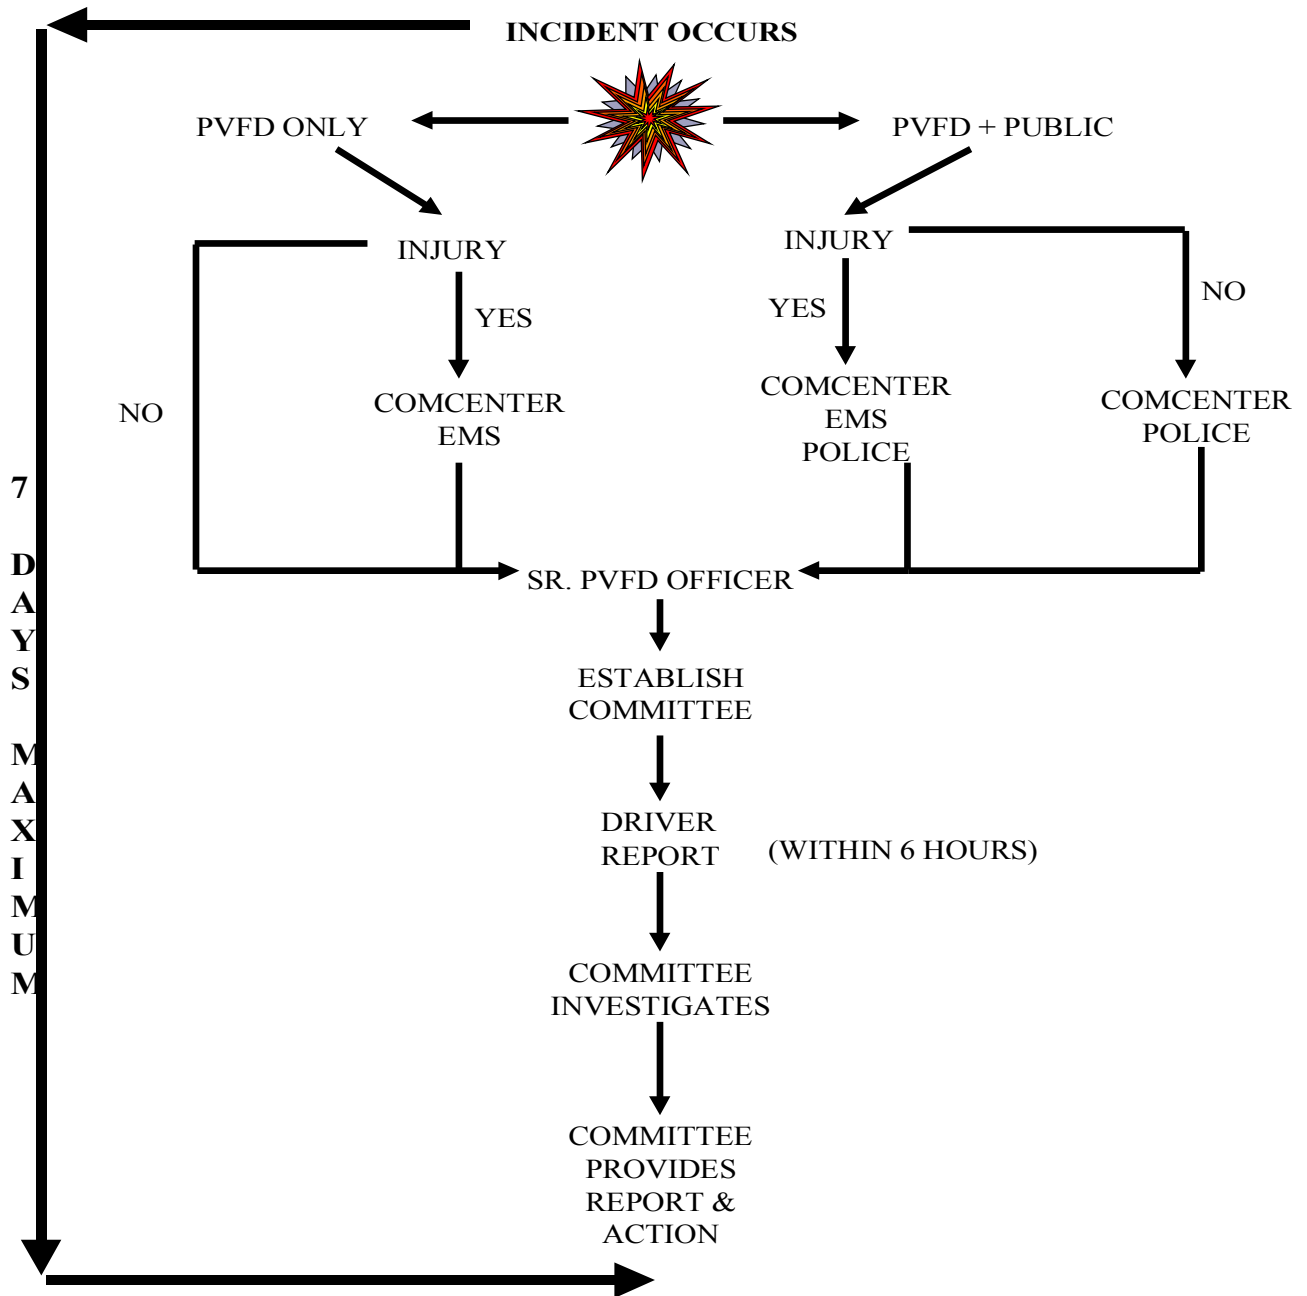 INCIDENT OCCURS
PVFD ONLY
PVFD + PUBLIC
INJURY
INJURY
YES
YES
NO
NO
COMCENTER
EMS
COMCENTER
EMS
POLICE
COMCENTER
POLICE
SR. PVFD OFFICER
ESTABLISH
COMMITTEE
DRIVER
REPORT
(WITHIN 6 HOURS)
COMMITTEE
INVESTIGATES
COMMITTEE
PROVIDES
REPORT &
ACTION
7
D
A
Y
S
M
A
X
I
M
U
M